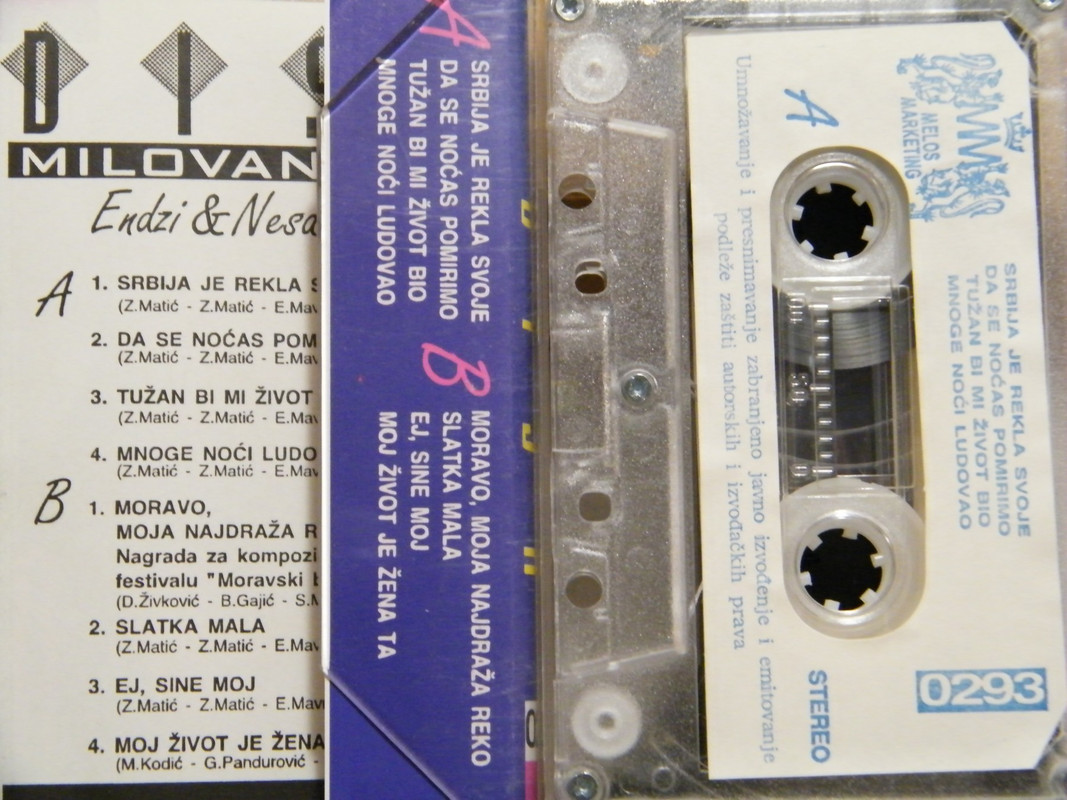 D I S
MILOVAN
Endzi & Nesa
A
1. SRBIJA JE REKLA S
(Z.Matić - Z.Matić - E.Mav
2. DA SE NOĆAS POM
(Z.Matić - Z.Matić - E.Mav
3. TUŽAN BI MI ŽIVOT
(Z.Matić - Z.Matić - E.Mav
4. MNOGE NOĆI LUDO
(Z.Matić - Z.Matić - E.Mav
B
1. MORAVO,
MOJA NAJDRAŽA R
Nagrada za kompozi
festivalu "Moravski
(D.Živković - B.Gajić - S.M
2. SLATKA MALA
(Z.Matić - Z.Matić - E.Mav
3. EJ, SINE MOJ
(Z.Matić - Z.Matić - E.Mav
4. MOJ ŽIVOT JE ŽENA
(M.Kodić - G.Pandurović -
A
SRBIJA JE REKLA SVOJE
DA SE NOĆAS POMIRIMO
TUŽAN BI MI ŽIVOT BIO
MNOGE NOĆI LUDOVAO
B
MORAVO, MOJA NAJDRAŽA REKO
SLATKA MALA
EJ, SINE MOJ
MOJ ŽIVOT JE ŽENA TA
MMM
MELOS
MARKETING
A
SRBIJA JE REKLA SVOJE
DA SE NOĆAS POMIRIMO
TUŽAN BI MI ŽIVOT BIO
MNOGE NOĆI LUDOVAO
100
50
0
0293
STEREO
Umnožavanje i presnimavanje zabranjeno javno izvođenje i emitovanje
podleže zaštiti autorskih i izvođačkih prava